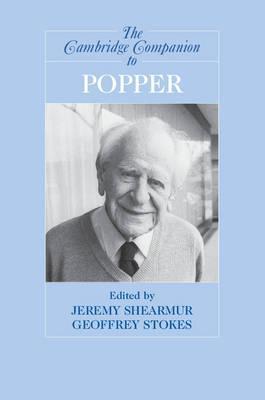 The
Cambridge Companion
to
POPPER
Edited by
JEREMY SHEARMUR
GEOFFREY STOKES